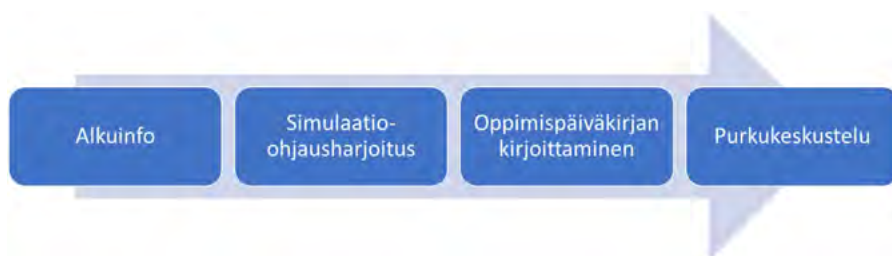 Alkuinfo
Simulaatio-
ohjausharjoitus
Oppimispäiväkirjan
kirjoittaminen
Purkukeskustelu